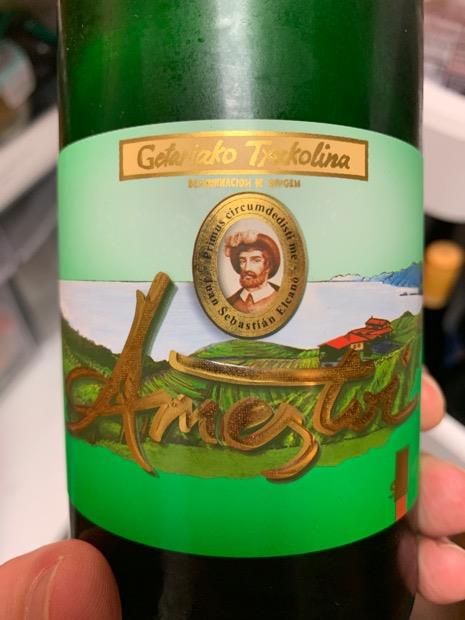 Getariako Txakolina
DENOMINACION DE ORIGEN
Primus circumdedisti me
Juan Sebastián Elcano
Ameztoi